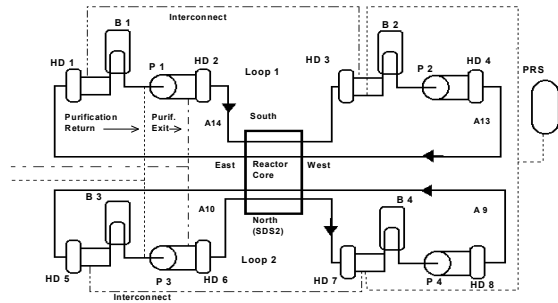 Interconnect
B 1
B 2
HD 1
P 1
HD 2
Loop 1
HD 3
P 2
HD 4
PRS
Purification
Return
Purif.
Exit
A14
South
A13
East
Reactor
Core
West
B 3
A10
North
(SDS2)
B 4
A 9
HD 5
P 3
HD 6
Loop 2
HD 7
P 4
HD 8
Interconnect